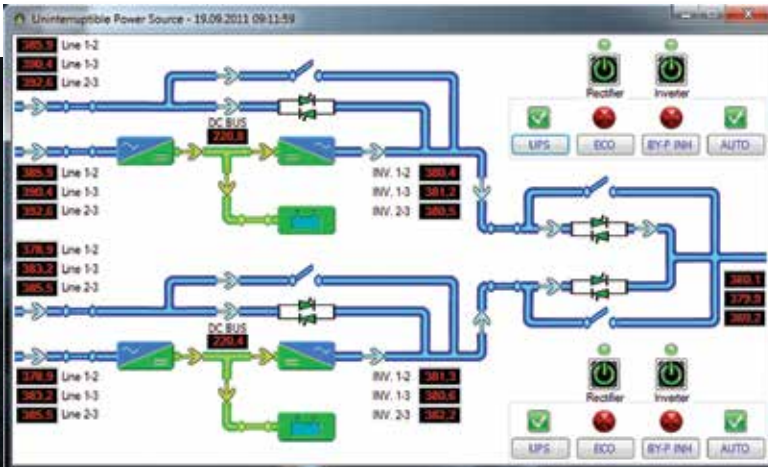 Uninterruptible Power Source - 19.09.2011 09:11:59
385,9 Line 1-2
390,4 Line 1-3
392,6 Line 2-3
Rectifier Inverter
DC BUS
220,8
UPS ECO BY-P INH AUTO
385,9 Line 1-2
390,4 Line 1-3
392,6 Line 2-3
INV. 1-2 380,4
INV. 1-3 381,2
INV. 2-3 380,5
378,9 Line 1-2
383,2 Line 1-3
385,5 Line 2-3
380,1
379,9
DC BUS
220,4
378,9 Line 1-2
383,2 Line 1-3
385,5 Line 2-3
INV. 1-2 381,3
INV. 1-3 380,6
INV. 2-3 382,2
Rectifier Inverter
UPS ECO BY-P INH AUTO